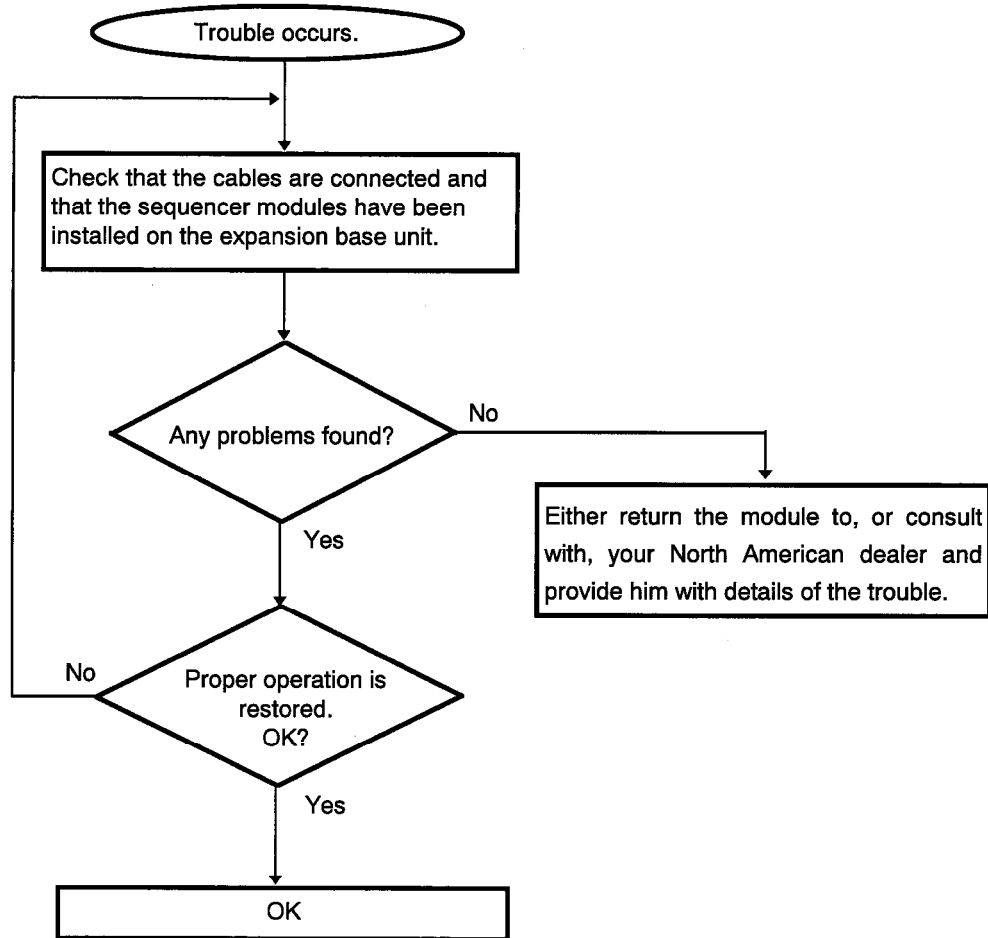 Trouble occurs.
Check that the cables are connected and
that the sequencer modules have been
installed on the expansion base unit.
Any problems found?
No
Either return the module to, or consult
with, your North American dealer and
provide him with details of the trouble.
Yes
No
Proper operation is
restored.
OK?
Yes
OK